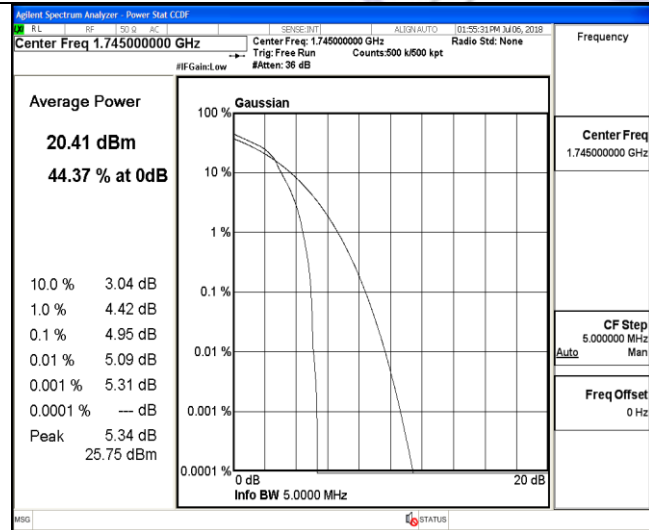 Agilent Spectrum Analyzer - Power Stat CCDF
RL RF 50 Ω AC SENSE:INT ALIGN AUTO 01:55:31 PM Jul 06, 2018
Center Freq 1.745000000 GHz
Center Freq: 1.745000000 GHz Radio Std: None
Trig: Free Run Counts:500 k/500 kpt
#IFGain:Low #Atten: 36 dB
Frequency
Average Power
20.41 dBm
44.37 % at 0dB
10.0 % 3.04 dB
1.0 % 4.42 dB
0.1 % 4.95 dB
0.01 % 5.09 dB
0.001 % 5.31 dB
0.0001 % --- dB
Peak 5.34 dB
25.75 dBm
Gaussian
100 %
10 %
1 %
0.1 %
0.01 %
0.001 %
0.0001 %
0 dB 20 dB
Info BW 5.0000 MHz
Center Freq
1.745000000 GHz
CF Step
5.000000 MHz
Auto Man
Freq Offset
0 Hz
MSG STATUS